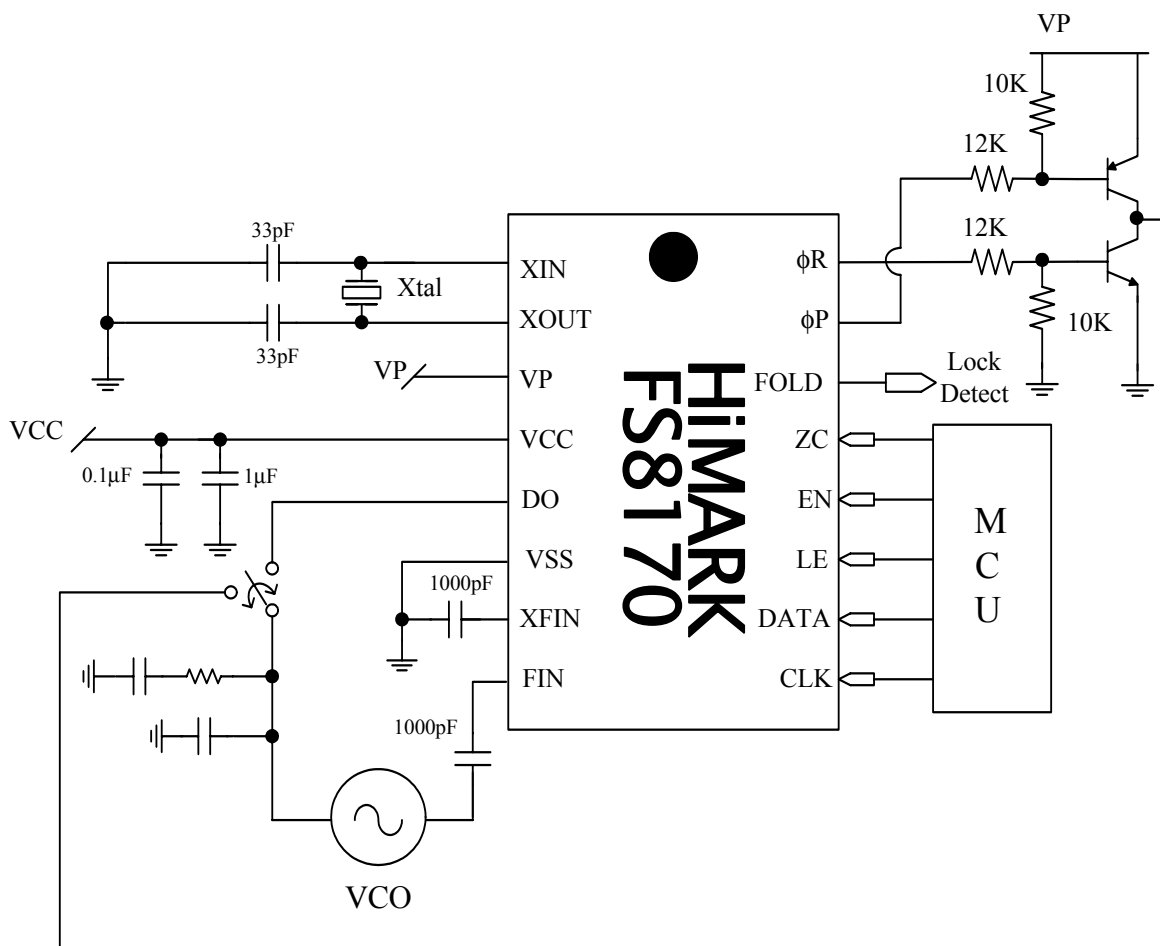 VP
10K
12K
33pF
12K
XIN
ϕR
Xtal
XOUT
ϕP
10K
33pF
VP
VP
FOLD
Lock
Detect
HiMARK
FS8170
VCC
VCC
ZC
0.1µF
1µF
DO
EN
M
C
U
VSS
LE
1000pF
XFIN
DATA
FIN
CLK
1000pF
VCO